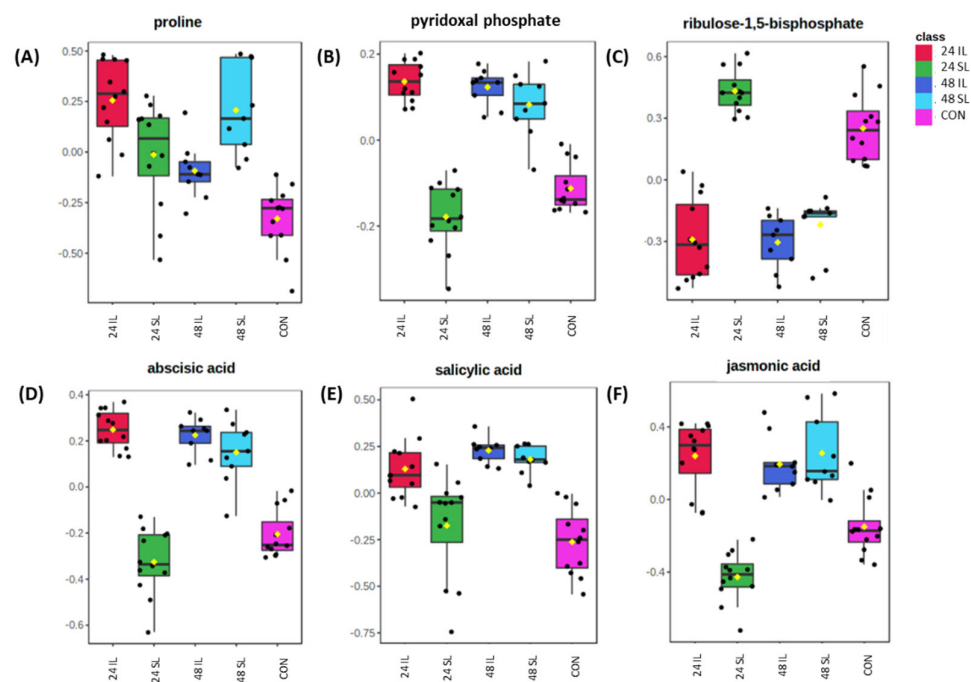 (A)
proline
0.50
0.25
0.00
-0.25
-0.50
24 IL
24 SL
48 IL
48 SL
CON
(B)
pyridoxal phosphate
0.2
0.0
-0.2
24 IL
24 SL
48 IL
48 SL
CON
(C)
ribulose-1,5-bisphosphate
0.6
0.3
0.0
-0.3
24 IL
24 SL
48 IL
48 SL
CON
class
24 IL
24 SL
48 IL
48 SL
CON
(D)
abscisic acid
0.4
0.2
0.0
-0.2
-0.4
-0.6
24 IL
24 SL
48 IL
48 SL
CON
(E)
salicylic acid
0.50
0.25
0.00
-0.25
-0.50
-0.75
24 IL
24 SL
48 IL
48 SL
CON
(F)
jasmonic acid
0.4
0.0
-0.4
24 IL
24 SL
48 IL
48 SL
CON